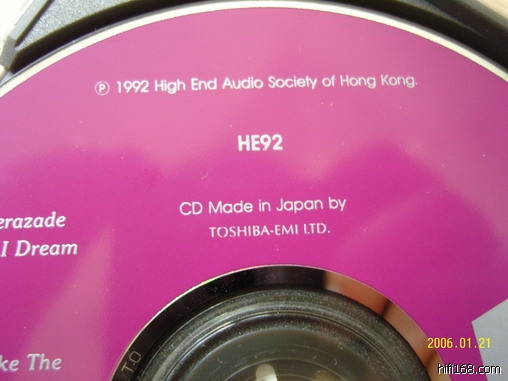 ℗ 1992 High End Audio Society of Hong Kong.
HE92
CD Made in Japan by
TOSHIBA-EMI LTD.
erazade
I Dream
ke The
T-O
2006.01.21
hifi168.com